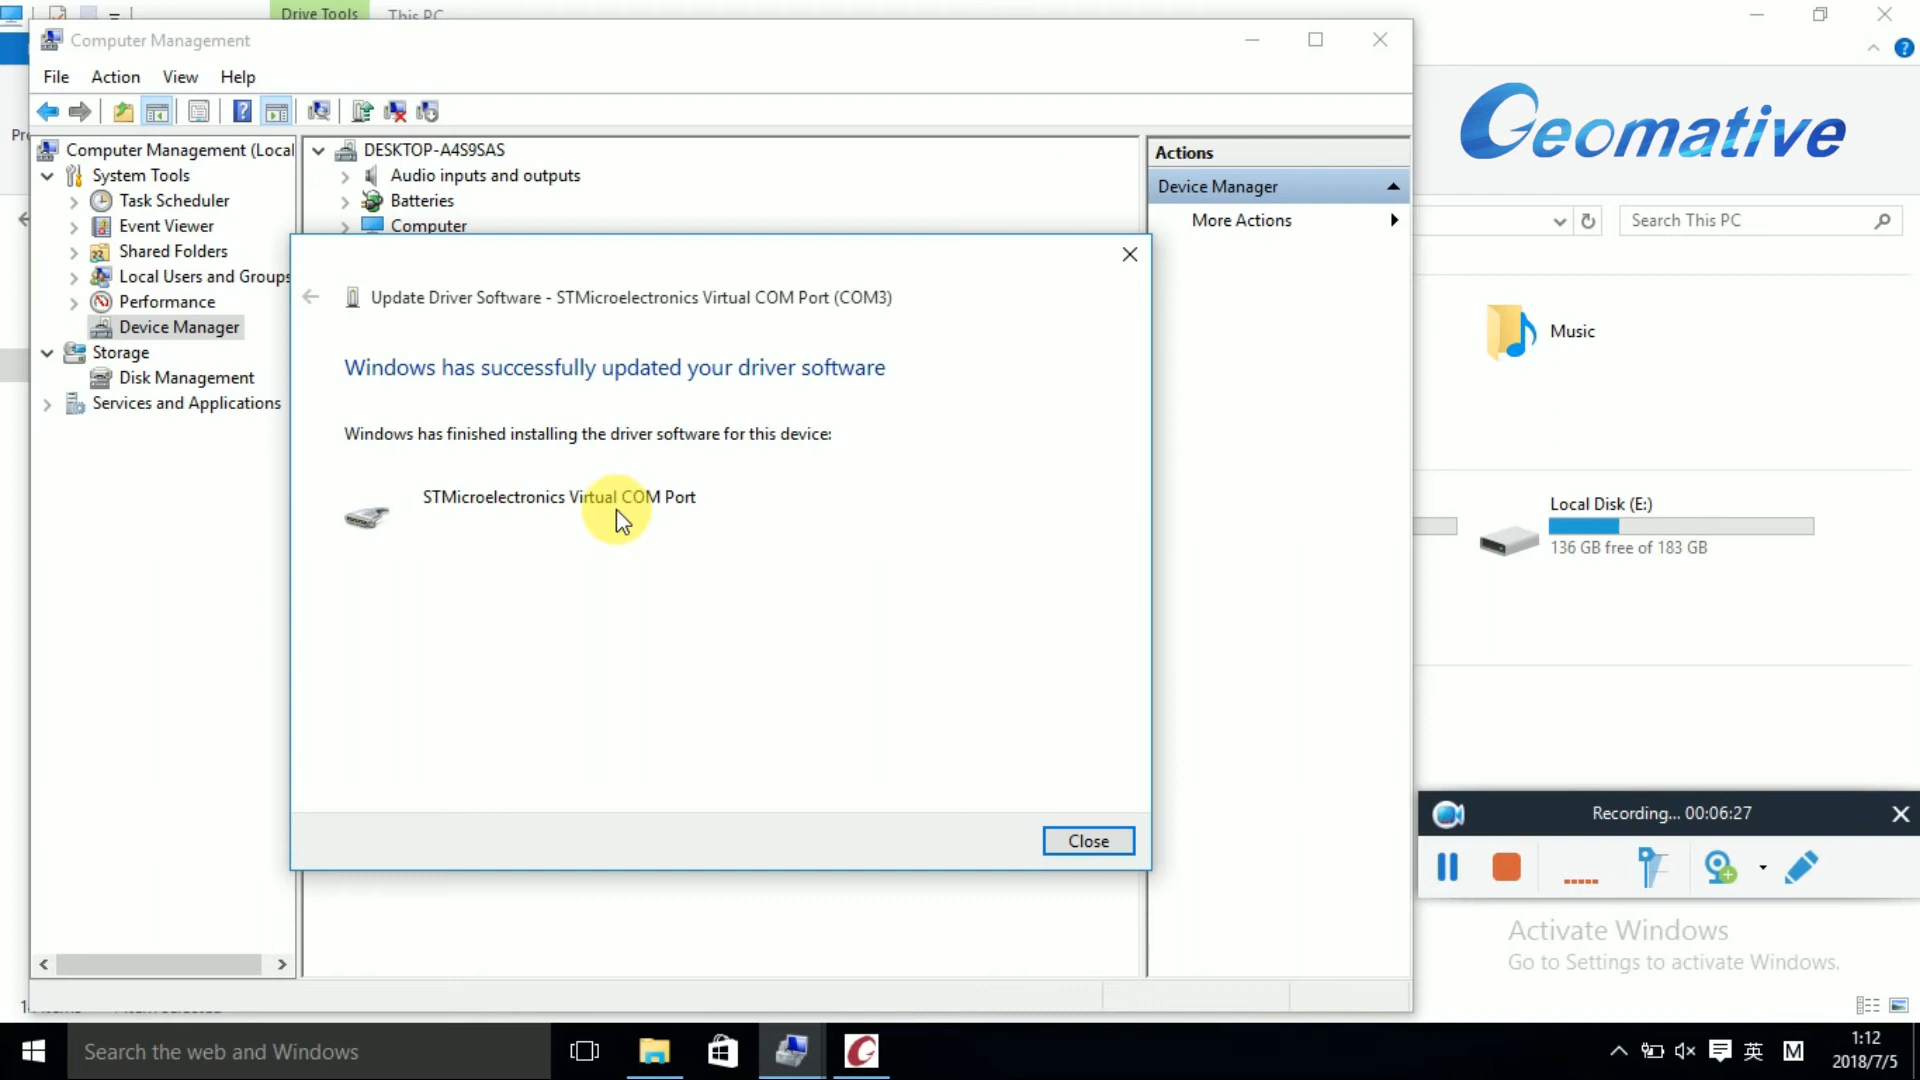 Drive Tools
This PC
Computer Management
File Action View Help
Geomative
Computer Management (Local
System Tools
Task Scheduler
Event Viewer
Shared Folders
Local Users and Groups
Performance
Device Manager
Storage
Disk Management
Services and Applications
DESKTOP-A4S9SAS
Audio inputs and outputs
Batteries
Computer
Actions
Device Manager
More Actions
Search This PC
Update Driver Software - STMicroelectronics Virtual COM Port (COM3)
Windows has successfully updated your driver software
Windows has finished installing the driver software for this device:
STMicroelectronics Virtual COM Port
Close
Music
Local Disk (E:)
136 GB free of 183 GB
Recording... 00:06:27
Activate Windows
Go to Settings to activate Windows.
Search the web and Windows
英
M
1:12
2018/7/5